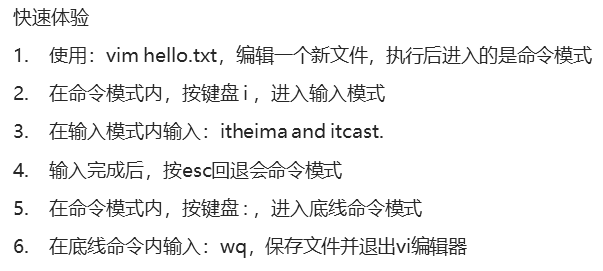 快速体验
1. 使用：vim hello.txt，编辑一个新文件，执行后进入的是命令模式
2. 在命令模式内，按键盘 i ，进入输入模式
3. 在输入模式内输入：itheima and itcast.
4. 输入完成后，按esc回退会命令模式
5. 在命令模式内，按键盘 : ，进入底线命令模式
6. 在底线命令内输入：wq，保存文件并退出vi编辑器